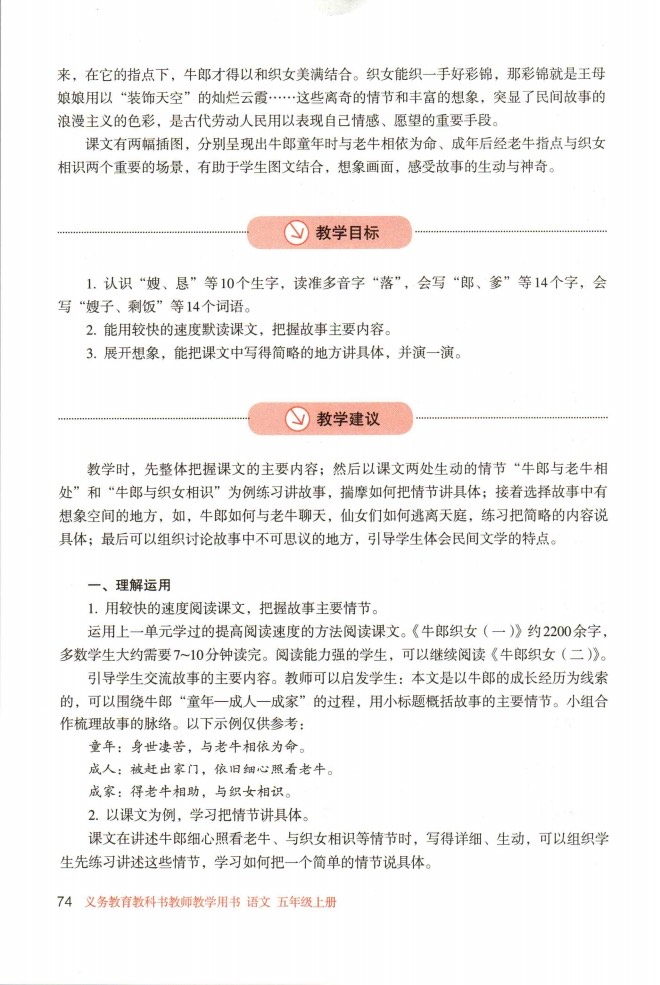 来，在它的指点下，牛郎才得以和织女美满结合。织女能织一手好彩锦，那彩锦就是王母
娘娘用以“装饰天空”的灿烂云霞……这些离奇的情节和丰富的想象，突显了民间故事的
浪漫主义的色彩，是古代劳动人民用以表现自己情感、愿望的重要手段。
课文有两幅插图，分别呈现出牛郎童年时与老牛相依为命、成年后经老牛指点与织女
相识两个重要的场景，有助于学生图文结合，想象画面，感受故事的生动与神奇。
教学目标
1. 认识“嫂、恳”等10个生字，读准多音字“落”，会写“郎、爹”等14个字，会
写“嫂子、剩饭”等14个词语。
2. 能用较快的速度默读课文，把握故事主要内容。
3. 展开想象，能把课文中写得简略的地方讲具体，并演一演。
教学建议
教学时，先整体把握课文的主要内容；然后以课文两处生动的情节“牛郎与老牛相
处”和“牛郎与织女相识”为例练习讲故事，揣摩如何把情节讲具体；接着选择故事中有
想象空间的地方，如，牛郎如何与老牛聊天，仙女们如何逃离天庭，练习把简略的内容说
具体；最后可以组织讨论故事中不可思议的地方，引导学生体会民间文学的特点。
一、理解运用
1. 用较快的速度阅读课文，把握故事主要情节。
运用上一单元学过的提高阅读速度的方法阅读课文。《牛郎织女（一）》约2200余字，
多数学生大约需要7~10分钟读完。阅读能力强的学生，可以继续阅读《牛郎织女（二）》。
引导学生交流故事的主要内容。教师可以启发学生：本文是以牛郎的成长经历为线索
的，可以围绕牛郎“童年—成人—成家”的过程，用小标题概括故事的主要情节。小组合
作梳理故事的脉络。以下示例仅供参考：
童年：身世凄苦，与老牛相依为命。
成人：被赶出家门，依旧细心照看老牛。
成家：得老牛相助，与织女相识。
2. 以课文为例，学习把情节讲具体。
课文在讲述牛郎细心照看老牛、与织女相识等情节时，写得详细、生动，可以组织学
生先练习讲述这些情节，学习如何把一个简单的情节说具体。
74 义务教育教科书教师教学用书 语文 五年级上册